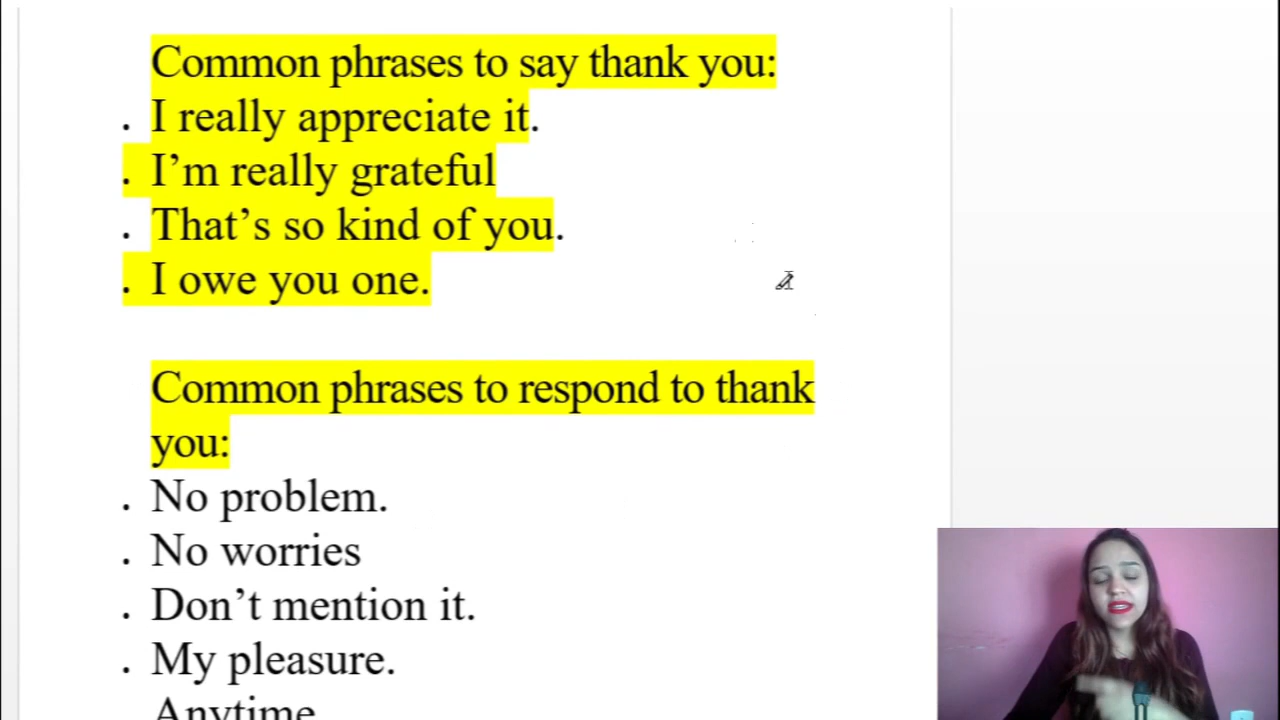 Common phrases to say thank you:
. I really appreciate it.
. I’m really grateful
. That’s so kind of you.
. I owe you one.
Common phrases to respond to thank
you:
. No problem.
. No worries
. Don’t mention it.
. My pleasure.
Anytime